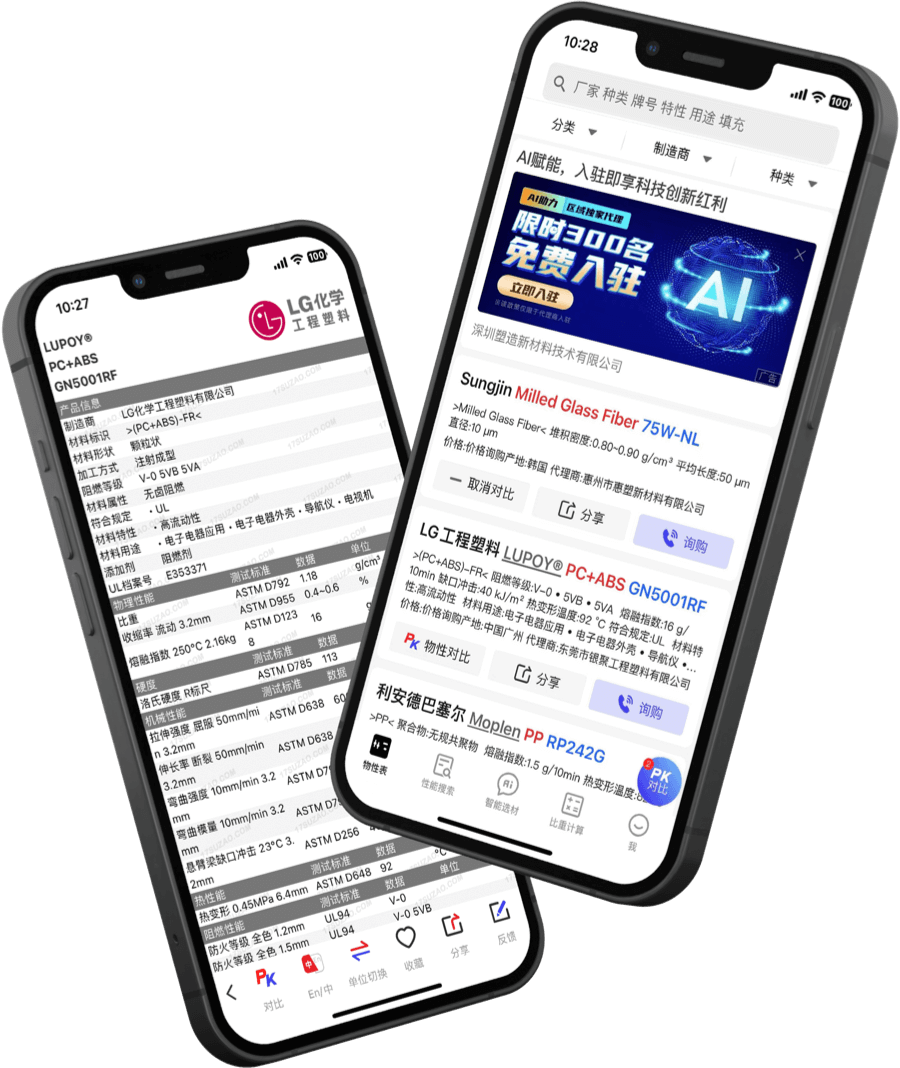 10:27
100
LG化学
工程塑料
LUPOY®
PC+ABS
GN5001RF
产品信息
制造商 LG化学工程塑料有限公司
材料标识 >(PC+ABS)-FR<
材料形状 颗粒状
加工方式 注射成型
阻燃等级 V-0 5VB 5VA
材料属性 无卤阻燃
符合规定 • UL
材料特性 • 高流动性
材料用途 • 电子电器应用 • 电子电器外壳 • 导航仪 • 电视机
添加剂 阻燃剂
UL档案号 E353371
物理性能 测试标准 数据 单位
比重 ASTM D792 1.18 g/cm³
收缩率 流动 3.2mm ASTM D955 0.4~0.6 %
熔融指数 250°C 2.16kg ASTM D123
8 16
硬度 测试标准 数据
洛氏硬度 R标尺 ASTM D785 113
机械性能 测试标准 数据
拉伸强度 屈服 50mm/mi
n 3.2mm ASTM D638
伸长率 断裂 50mm/min
3.2mm ASTM D638
弯曲强度 10mm/min 3.2
mm
弯曲模量 10mm/min 3.2
mm
悬臂梁缺口冲击 23°C 3.
2mm ASTM D256
热性能 测试标准 数据
热变形 0.45MPa 6.4mm ASTM D648 92 °C
阻燃性能 测试标准 数据 单位
防火等级 全色 1.2mm UL94 V-0
防火等级 全色 1.5mm UL94 V-0 5VB
PK
对比
中
En/中
单位切换
收藏
分享
反馈
17SUZAO.COM
10:28
100
厂家 种类 牌号 特性 用途 填充
分类 制造商 种类
AI赋能，入驻即享科技创新红利
AI助力 区域独家代理
限时300名
免费入驻
立即入驻
AI
广告
深圳塑造新材料技术有限公司
Sungjin Milled Glass Fiber 75W-NL
>Milled Glass Fiber< 堆积密度:0.80~0.90 g/cm³ 平均长度:50 μm
直径:10 μm
价格:价格询购产地:韩国 代理商:惠州市惠塑新材料有限公司
取消对比 分享 询购
LG工程塑料 LUPOY® PC+ABS GN5001RF
>(PC+ABS)-FR< 阻燃等级:V-0 • 5VB • 5VA 熔融指数:16 g/
10min 缺口冲击:40 kJ/m² 热变形温度:92 °C 符合规定:UL 材料特
性:高流动性 材料用途:电子电器应用 • 电子电器外壳 • 导航仪 •...
价格:价格询购产地:中国广州 代理商:东莞市银聚工程塑料有限公司
PK 物性对比 分享 询购
利安德巴塞尔 Moplen PP RP242G
>PP< 聚合物:无规共聚物 熔融指数:1.5 g/10min 热变形温度:
2
PK
对比
物性表
性能搜索
Ai
智能选材
比重计算
我